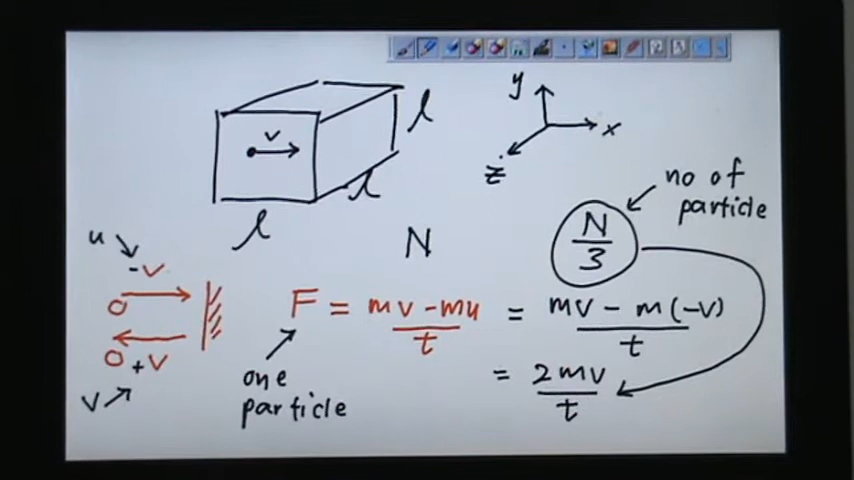 y
x
z
v
l
l
l
no of
particle
N
N/3
u
-v
+v
v
F = mv - mu / t = mv - m(-v) / t
= 2mv / t
one
particle